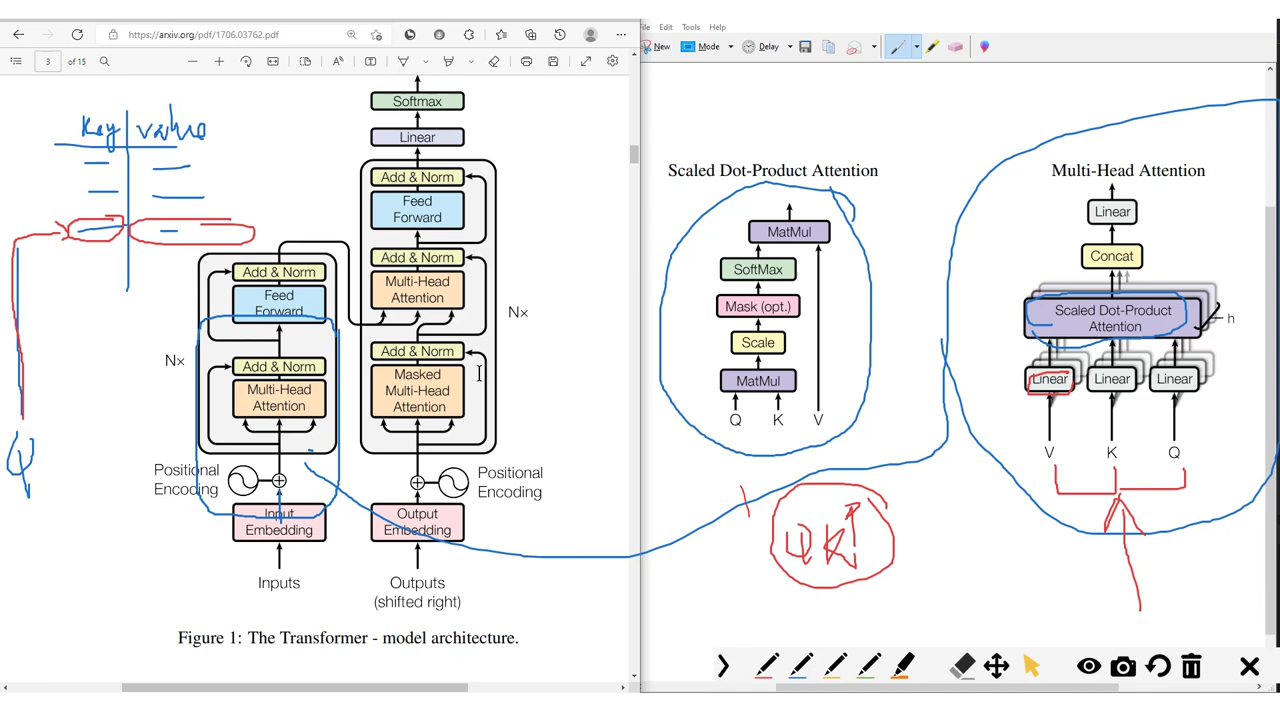 https://arxiv.org/pdf/1706.03762.pdf
3 of 15
Key value
Softmax
Linear
Add & Norm
Feed
Forward
Add & Norm
Multi-Head
Attention
Nx
Add & Norm
Masked
Multi-Head
Attention
Add & Norm
Feed
Forward
Nx
Add & Norm
Multi-Head
Attention
Positional
Encoding
Positional
Encoding
Input
Embedding
Output
Embedding
Inputs
Outputs
(shifted right)
Figure 1: The Transformer - model architecture.
Q
File Edit Tools Help
New Mode Delay
Scaled Dot-Product Attention
MatMul
SoftMax
Mask (opt.)
Scale
MatMul
Q K V
QKᵀ
Multi-Head Attention
Linear
Concat
Scaled Dot-Product
Attention
h
Linear Linear Linear
V K Q